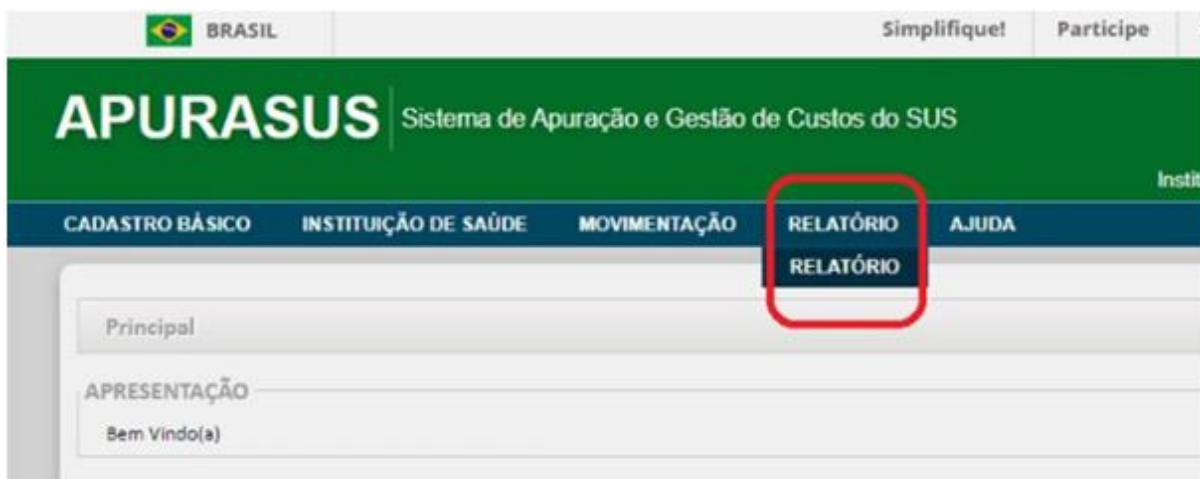 BRASIL Simplifique! Participe
APURASUS Sistema de Apuração e Gestão de Custos do SUS
CADASTRO BÁSICO INSTITUIÇÃO DE SAÚDE MOVIMENTAÇÃO RELATÓRIO AJUDA
RELATÓRIO
Principal
APRESENTAÇÃO
Bem Vindo(a)